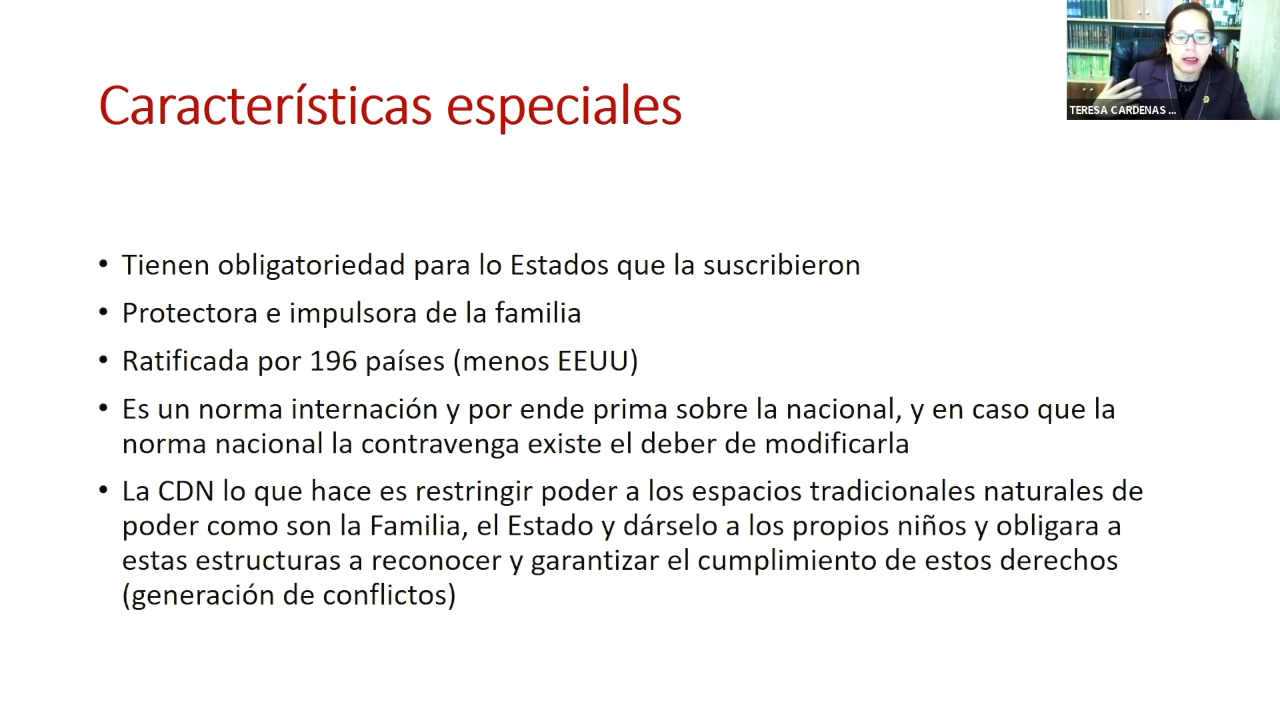 Características especiales
TERESA CARDENAS ...
• Tienen obligatoriedad para lo Estados que la suscribieron
• Protectora e impulsora de la familia
• Ratificada por 196 países (menos EEUU)
• Es un norma internación y por ende prima sobre la nacional, y en caso que la
norma nacional la contravenga existe el deber de modificarla
• La CDN lo que hace es restringir poder a los espacios tradicionales naturales de
poder como son la Familia, el Estado y dárselo a los propios niños y obligara a
estas estructuras a reconocer y garantizar el cumplimiento de estos derechos
(generación de conflictos)